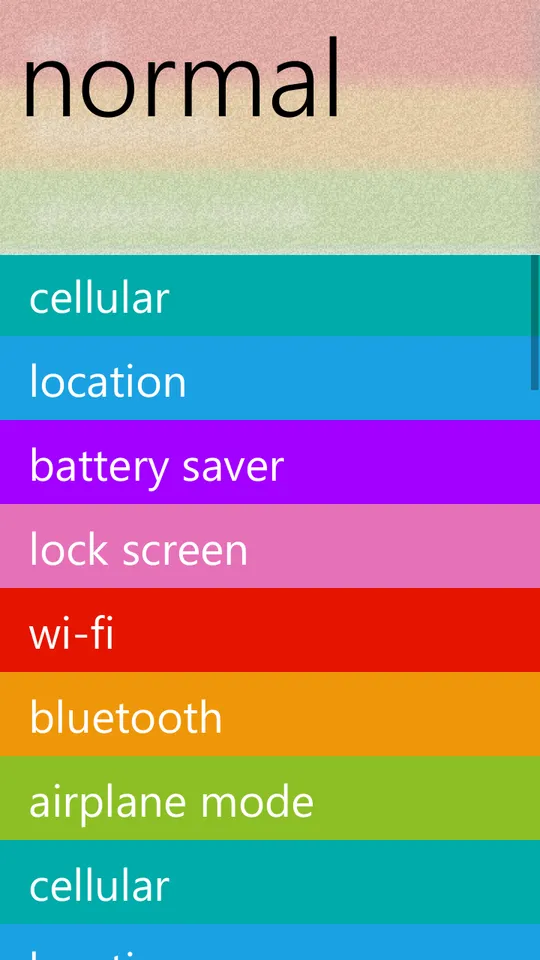 normal
cellular
location
battery saver
lock screen
wi-fi
bluetooth
airplane mode
cellular